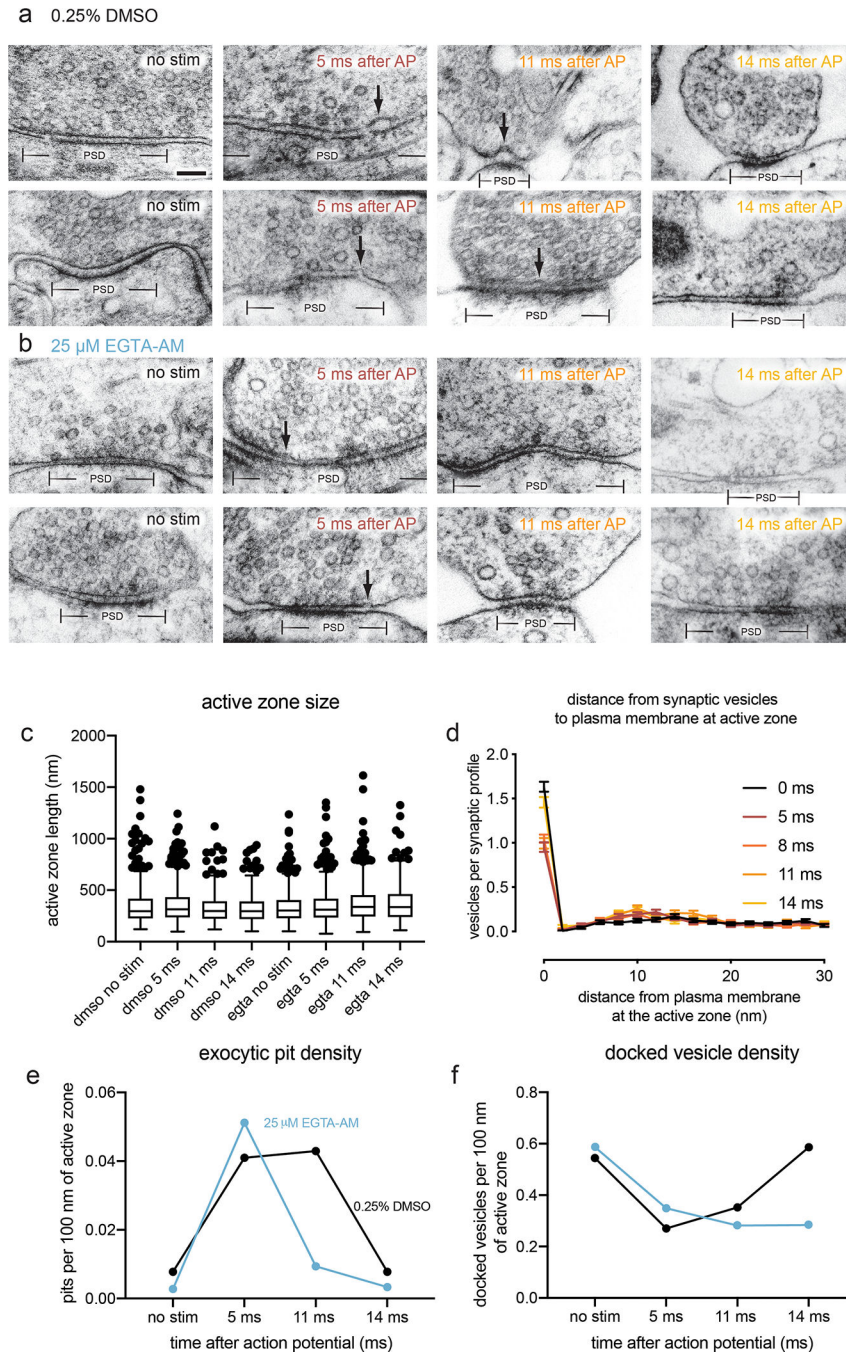 a 0.25% DMSO
no stim 5 ms after AP 11 ms after AP 14 ms after AP
PSD PSD PSD PSD
no stim 5 ms after AP 11 ms after AP 14 ms after AP
PSD PSD PSD PSD
b 25 µM EGTA-AM
no stim 5 ms after AP 11 ms after AP 14 ms after AP
PSD PSD PSD PSD
no stim 5 ms after AP 11 ms after AP 14 ms after AP
PSD PSD PSD PSD
c
active zone size
active zone length (nm)
2000
1500
1000
500
0
dmso no stim
dmso 5 ms
dmso 11 ms
dmso 14 ms
egta no stim
egta 5 ms
egta 11 ms
egta 14 ms
d
distance from synaptic vesicles
to plasma membrane at active zone
vesicles per synaptic profile
2.0
1.5
1.0
0.5
0.0
0 ms
5 ms
8 ms
11 ms
14 ms
0 10 20 30
distance from plasma membrane
at the active zone (nm)
e
exocytic pit density
pits per 100 nm of active zone
0.06
0.04
0.02
0.00
25 µM EGTA-AM
0.25% DMSO
no stim 5 ms 11 ms 14 ms
time after action potential (ms)
f
docked vesicle density
docked vesicles per 100 nm
of active zone
0.8
0.6
0.4
0.2
0.0
no stim 5 ms 11 ms 14 ms
time after action potential (ms)